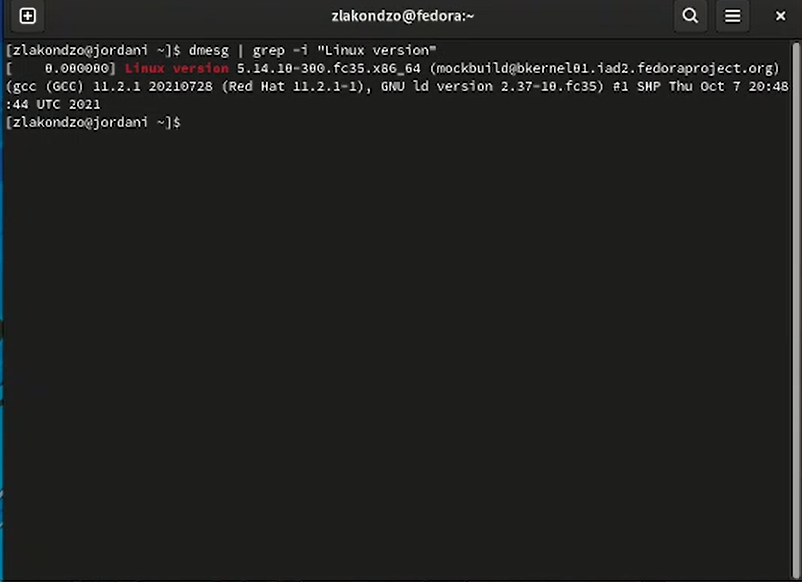 zlakondzo@fedora:~
[zlakondzo@jordani ~]$ dmesg | grep -i "Linux version"
[    0.000000] Linux version 5.14.10-300.fc35.x86_64 (mockbuild@bkernel01.iad2.fedoraproject.org)
(gcc (GCC) 11.2.1 20210728 (Red Hat 11.2.1-1), GNU ld version 2.37-10.fc35) #1 SMP Thu Oct 7 20:48
:44 UTC 2021
[zlakondzo@jordani ~]$